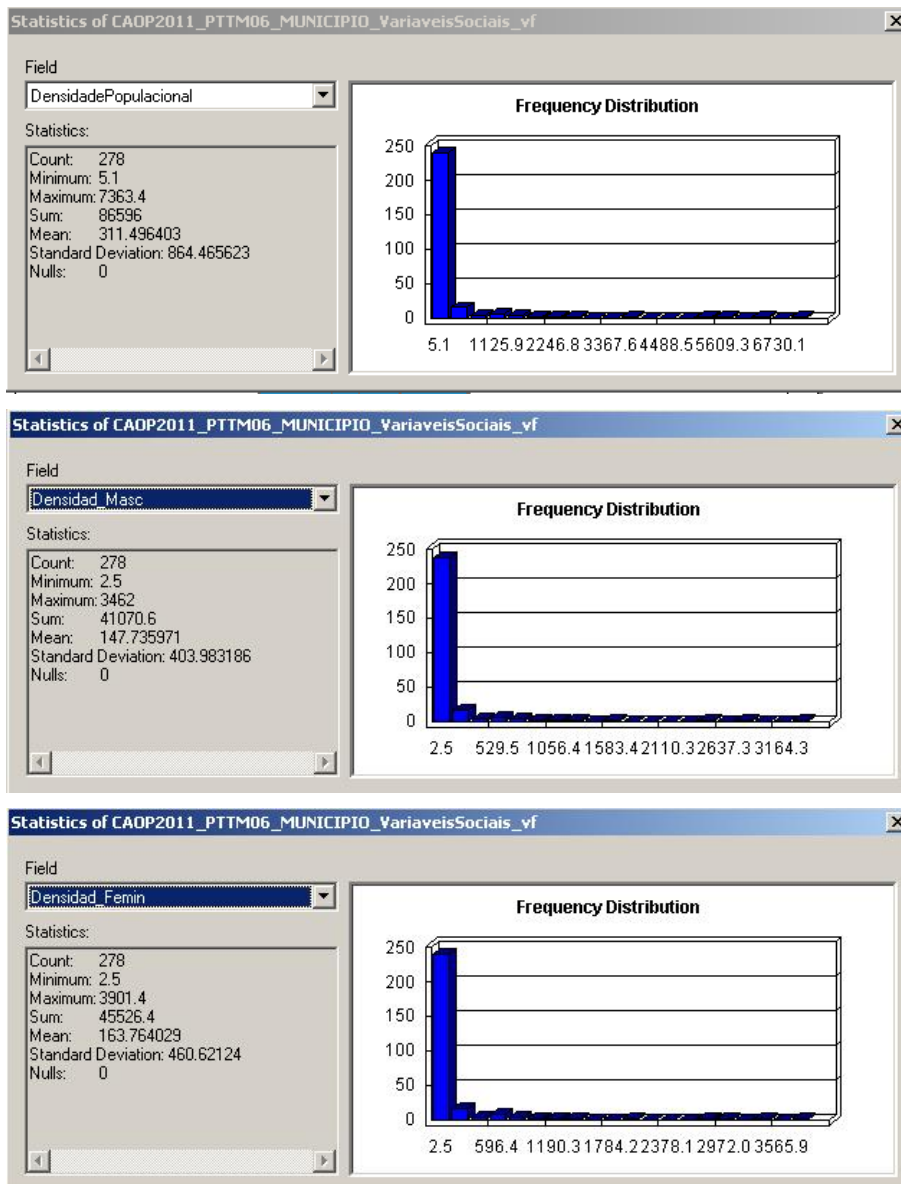 Statistics of CAOP2011_PTTM06_MUNICIPIO_VariaveisSociais_vf
Field
DensidadePopulacional
Statistics:
Count: 278
Minimum: 5.1
Maximum: 7363.4
Sum: 86596
Mean: 311.496403
Standard Deviation: 864.465623
Nulls: 0
Frequency Distribution
250
200
150
100
50
0
5.1 1125.9 2246.8 3367.6 4488.5 5609.3 6730.1
Statistics of CAOP2011_PTTM06_MUNICIPIO_VariaveisSociais_vf
Field
Densidad_Masc
Statistics:
Count: 278
Minimum: 2.5
Maximum: 3462
Sum: 41070.6
Mean: 147.735971
Standard Deviation: 403.983186
Nulls: 0
Frequency Distribution
250
200
150
100
50
0
2.5 529.5 1056.4 1583.4 2110.3 2637.3 3164.3
Statistics of CAOP2011_PTTM06_MUNICIPIO_VariaveisSociais_vf
Field
Densidad_Femin
Statistics:
Count: 278
Minimum: 2.5
Maximum: 3901.4
Sum: 45526.4
Mean: 163.764029
Standard Deviation: 460.62124
Nulls: 0
Frequency Distribution
250
200
150
100
50
0
2.5 596.4 1190.3 1784.2 2378.1 2972.0 3565.9